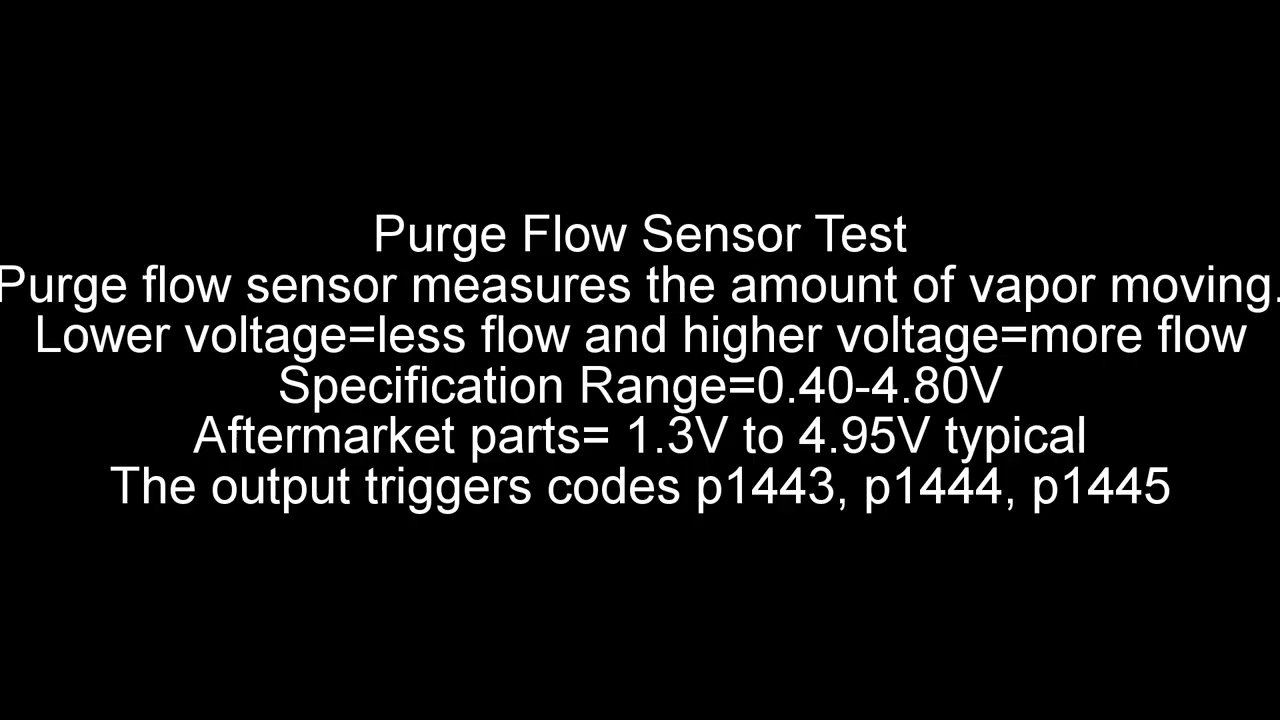 Purge Flow Sensor Test
Purge flow sensor measures the amount of vapor moving.
Lower voltage=less flow and higher voltage=more flow
Specification Range=0.40-4.80V
Aftermarket parts= 1.3V to 4.95V typical
The output triggers codes p1443, p1444, p1445